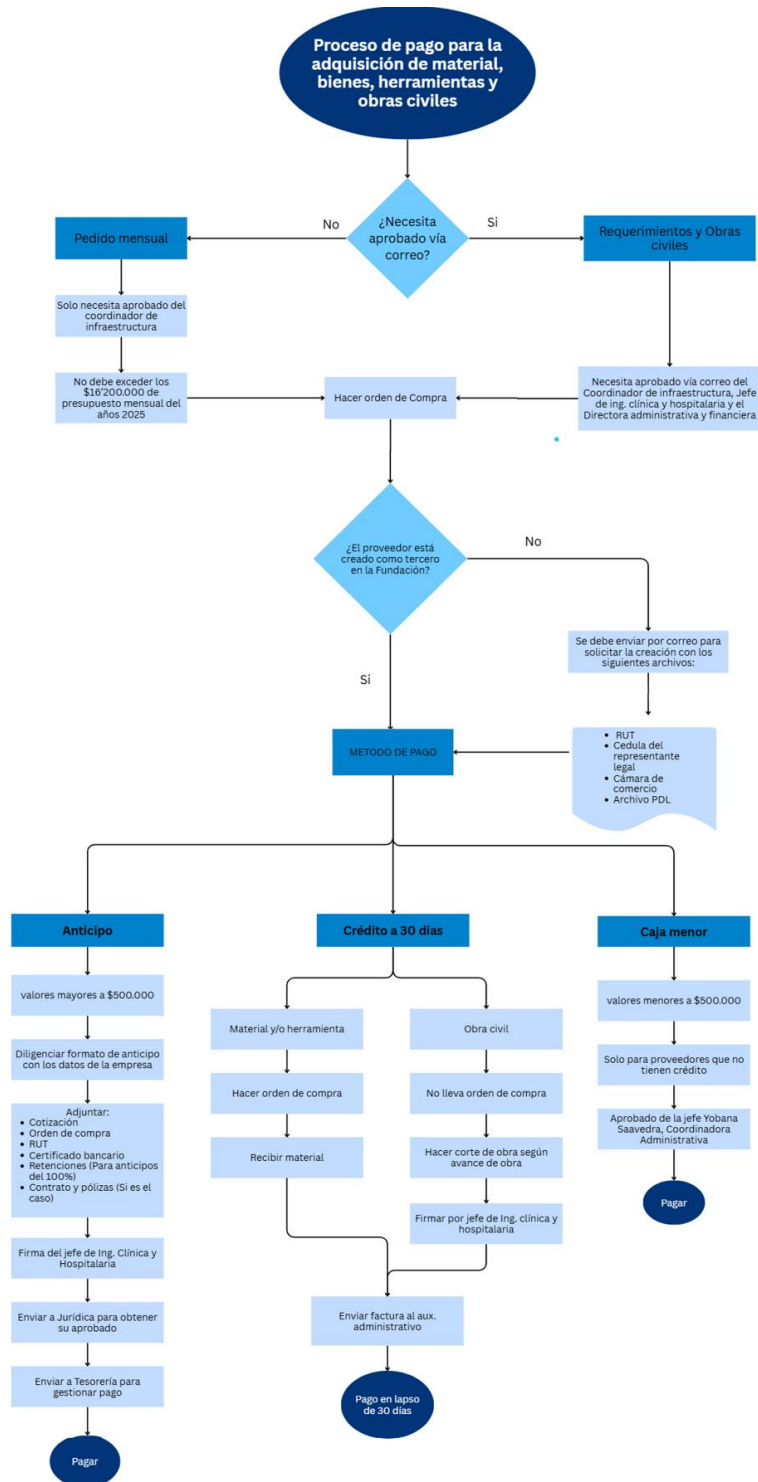 Proceso de pago para la
adquisición de material,
bienes, herramientas y
obras civiles
¿Necesita
aprobado vía
correo?
No
Si
Pedido mensual
Requerimientos y Obras
civiles
Solo necesita aprobado del
coordinador de
infraestructura
No debe exceder los
$16'200.000 de
presupuesto mensual del
años 2025
Hacer orden de Compra
Necesita aprobado vía correo del
Coordinador de infraestructura, Jefe
de ing. clínica y hospitalaria y el
Directora administrativa y financiera
¿El proveedor está
creado como tercero
en la Fundación?
No
Si
Se debe enviar por correo para
solicitar la creación con los
siguientes archivos:
• RUT
• Cedula del
representante
legal
• Cámara de
comercio
• Archivo PDL
METODO DE PAGO
Anticipo
valores mayores a $500.000
Diligenciar formato de anticipo
con los datos de la empresa
Adjuntar:
• Cotización
• Orden de compra
• RUT
• Certificado bancario
• Retenciones (Para anticipos
del 100%)
• Contrato y pólizas (Si es el
caso)
Firma del jefe de Ing. Clínica y
Hospitalaria
Enviar a Jurídica para obtener
su aprobado
Enviar a Tesorería para
gestionar pago
Pagar
Crédito a 30 días
Material y/o herramienta
Hacer orden de compra
Recibir material
Obra civil
No lleva orden de compra
Hacer corte de obra según
avance de obra
Firmar por jefe de Ing. clínica y
hospitalaria
Enviar factura al aux.
administrativo
Pago en lapso
de 30 días
Caja menor
valores menores a $500.000
Solo para proveedores que no
tienen crédito
Aprobado de la jefe Yobana
Saavedra, Coordinadora
Administrativa
Pagar